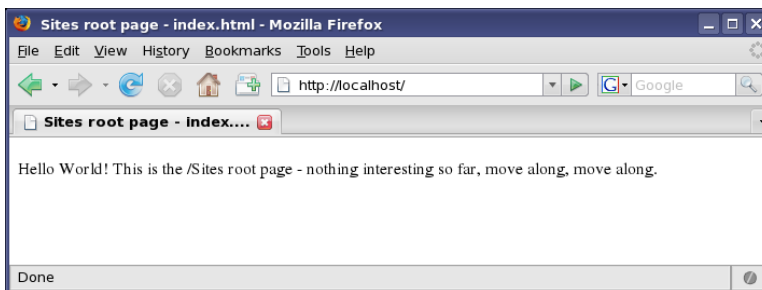 Sites root page - index.html - Mozilla Firefox
File Edit View History Bookmarks Tools Help
http://localhost/ G Google
Sites root page - index....
Hello World! This is the /Sites root page - nothing interesting so far, move along, move along.
Done